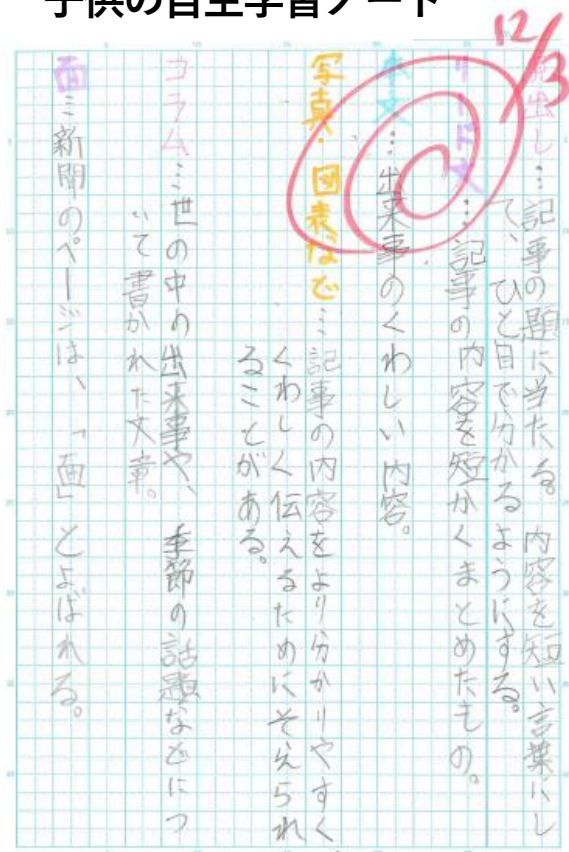 子供の自主学習ノート
12/3
見出し…記事の題に当たる。内容を短い言葉にし
て、ひと目で分かるようにする。
リード文…記事の内容を短かくまとめたもの。
本文…出来事のくわしい内容。
写真・図表など…記事の内容をより分かりやすく
くわしく伝えるためにそえられ
ることがある。
コラム…世の中の出来事や、季節の話題などにつ
いて書かれた文章。
面…新聞のページは、「面」とよばれる。